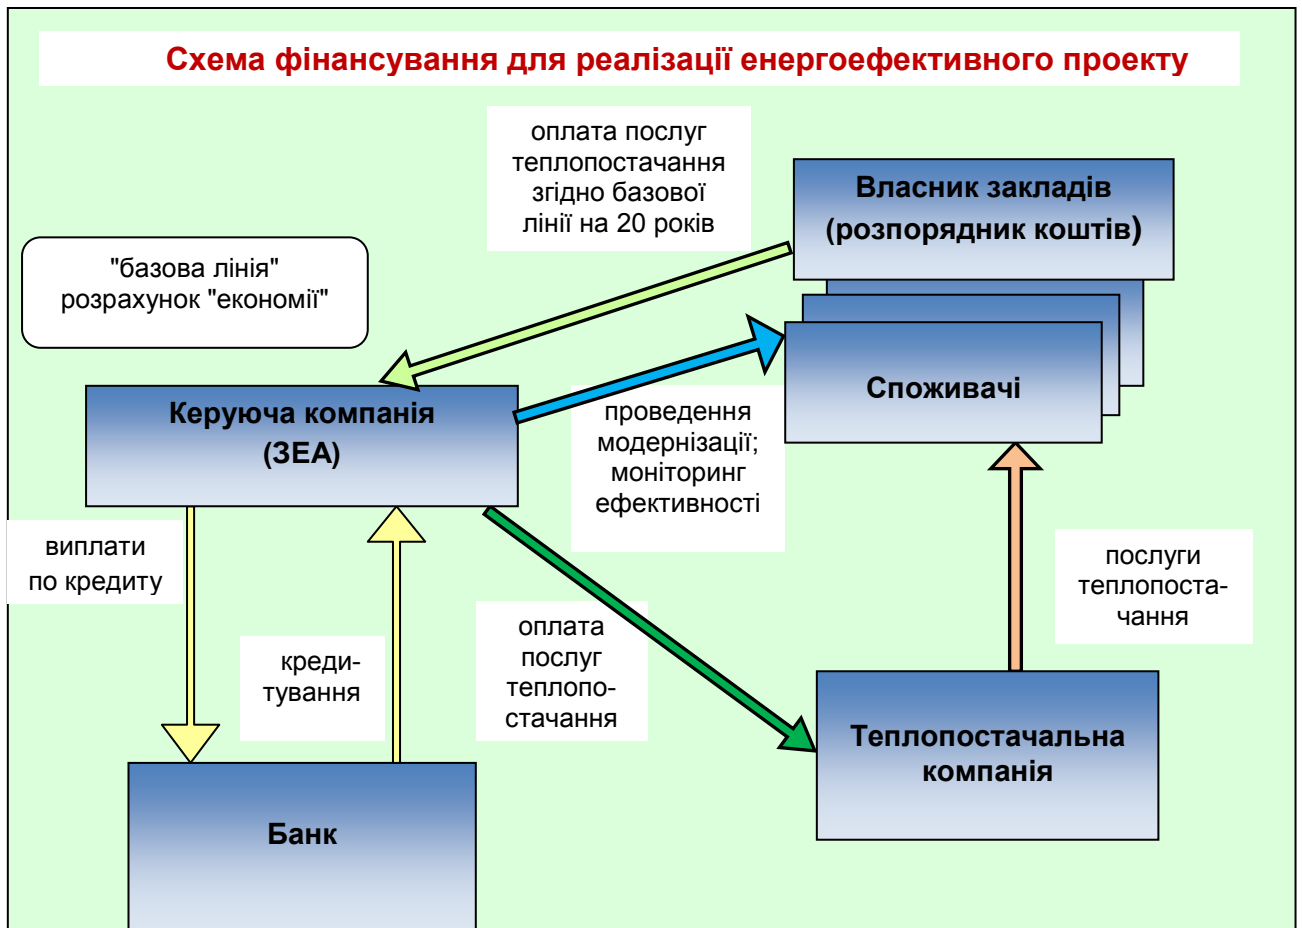 Схема фінансування для реалізації енергоефективного проекту
оплата послуг
теплопостачання
згідно базової
лінії на 20 років
Власник закладів
(розпорядник коштів)
"базова лінія"
розрахунок "економії"
Споживачі
Керуюча компанія
(ЗЕА)
проведення
модернізації;
моніторинг
ефективності
виплати
по кредиту
креди-
тування
оплата
послуг
теплопо-
стачання
послуги
теплопоста-
чання
Теплопостачальна
компанія
Банк